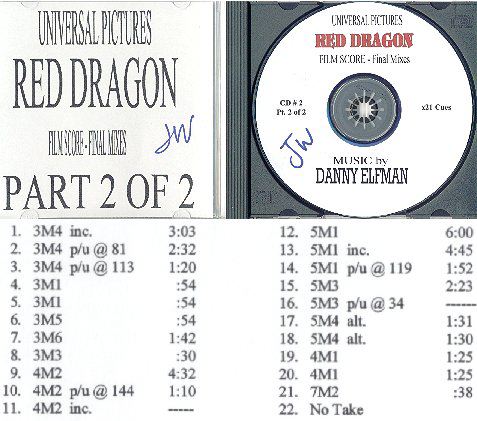 UNIVERSAL PICTURES
RED DRAGON
FILM SCORE - FINAL MIXES
JW
PART 2 OF 2
UNIVERSAL PICTURES
RED DRAGON
FILM SCORE - Final Mixes
CD # 2
Pt. 2 of 2
x21 Cues
JW
MUSIC by
DANNY ELFMAN
1. 3M4 inc. 3:03
2. 3M4 p/u @ 81 2:32
3. 3M4 p/u @ 113 1:20
4. 3M1 :54
5. 3M1 :54
6. 3M5 :54
7. 3M6 1:42
8. 3M3 :30
9. 4M2 4:32
10. 4M2 p/u @ 144 1:10
11. 4M2 inc. -----
12. 5M1 6:00
13. 5M1 inc. 4:45
14. 5M1 p/u @ 119 1:52
15. 5M3 2:23
16. 5M3 p/u @ 34 ------
17. 5M4 alt. 1:31
18. 5M4 alt. 1:30
19. 4M1 1:25
20. 4M1 1:25
21. 7M2 :38
22. No Take